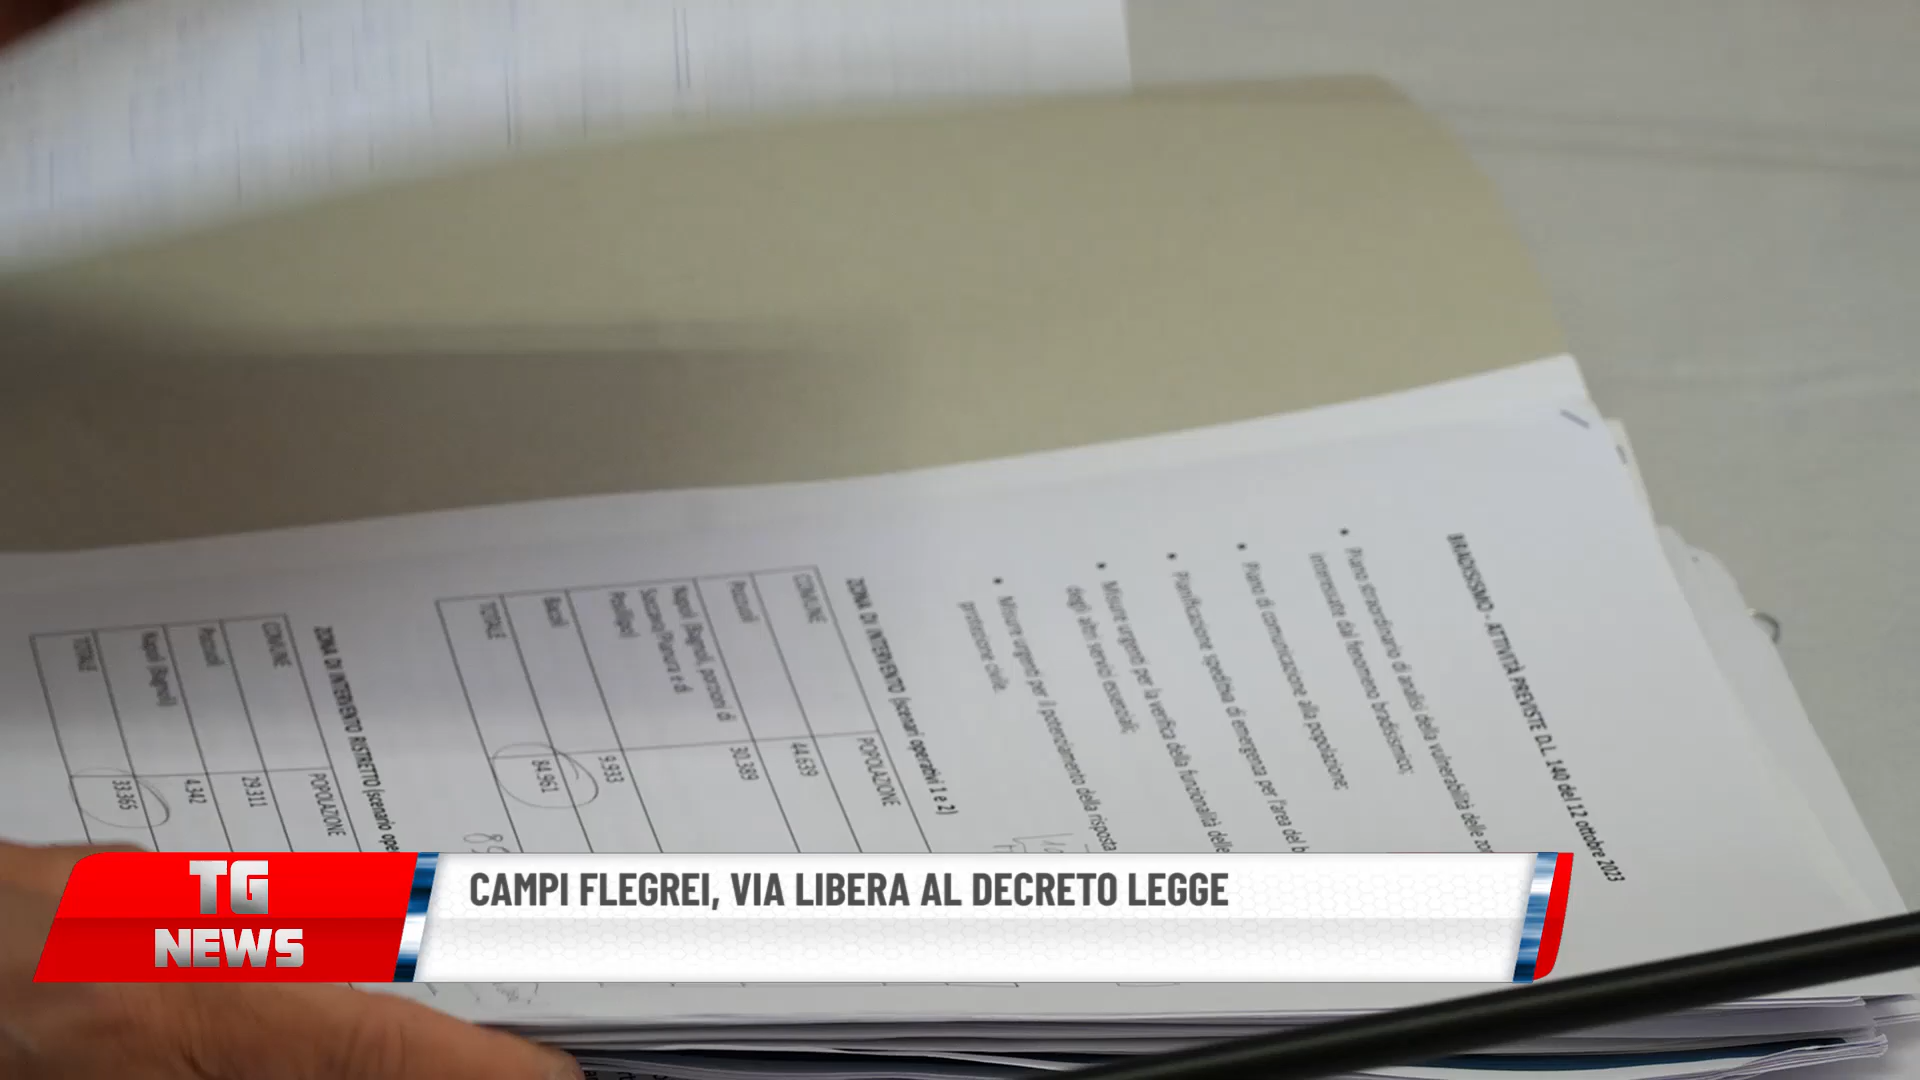 BRADISISMO - ATTIVITÀ PREVISTE D.L. 140 del 12 ottobre 2023
• Piano straordinario di analisi della vulnerabilità delle
interessate dal fenomeno bradisismico;
• Piano di comunicazione alla popolazione;
• Pianificazione speditiva di emergenza per l'area del
• Misure urgenti per la verifica della funzionalità delle
degli altri servizi essenziali;
• Misure urgenti per il potenziamento della risposta
protezione civile.
ZONA DI INTERVENTO (scenari operativi 1 e 2)
COMUNE POPOLAZIONE
Pozzuoli 44.639
Napoli (Bagnoli, porzioni di 30.389
Soccavo/Pianura e di
Posillipo)
Bacoli 9.933
TOTALE 84.961
ZONA DI INTERVENTO RISTRETTO (scenario
COMUNE POPOLAZIONE
Pozzuoli 29.311
Napoli (Bagnoli) 4.342
TOTALE 33.365
TG
NEWS
CAMPI FLEGREI, VIA LIBERA AL DECRETO LEGGE